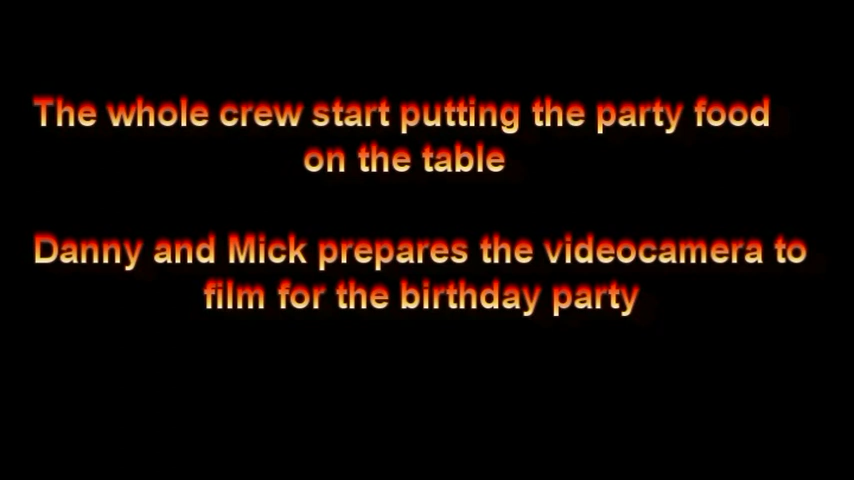 The whole crew start putting the party food
on the table
Danny and Mick prepares the videocamera to
film for the birthday party